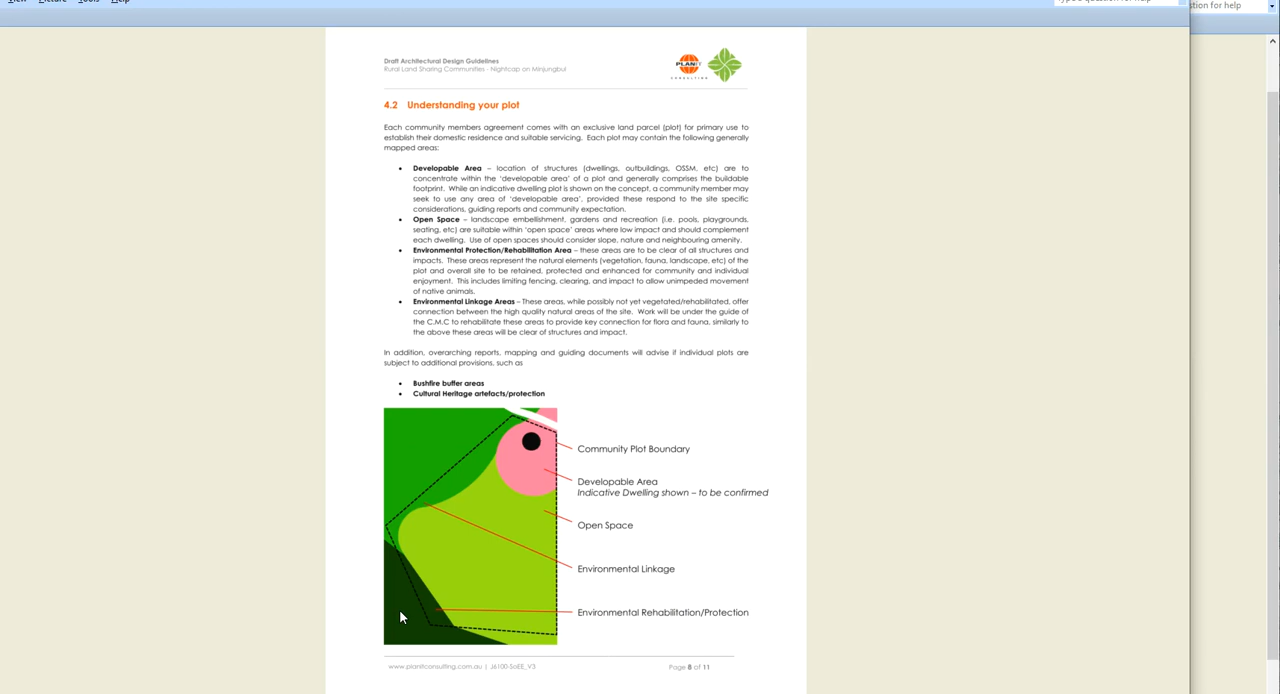 View Picture Tools Help
Type a question for help
stion for help
Draft Architectural Design Guidelines
Rural Land Sharing Communities - Nightcap on Minjungbul
PLANIT
CONSULTING
4.2 Understanding your plot
Each community members agreement comes with an exclusive land parcel (plot) for primary use to
establish their domestic residence and suitable servicing. Each plot may contain the following generally
mapped areas:
• Developable Area – location of structures (dwellings, outbuildings, OSSM, etc) are to
concentrate within the 'developable area' of a plot and generally comprises the buildable
footprint. While an indicative dwelling plot is shown on the concept, a community member may
seek to use any area of 'developable area', provided these respond to the site specific
considerations, guiding reports and community expectation.
• Open Space – landscape embellishment, gardens and recreation (i.e. pools, playgrounds,
seating, etc) are suitable within 'open space' areas where low impact and should complement
each dwelling. Use of open spaces should consider slope, nature and neighbouring amenity.
• Environmental Protection/Rehabilitation Area – these areas are to be clear of all structures and
impacts. These areas represent the natural elements (vegetation, fauna, landscape, etc) of the
plot and overall site to be retained, protected and enhanced for community and individual
enjoyment. This includes limiting fencing, clearing, and impact to allow unimpeded movement
of native animals.
• Environmental Linkage Areas – These areas, while possibly not yet vegetated/rehabilitated, offer
connection between the high quality natural areas of the site. Work will be under the guide of
the C.M.C to rehabilitate these areas to provide key connection for flora and fauna, similarly to
the above these areas will be clear of structures and impact.
In addition, overarching reports, mapping and guiding documents will advise if individual plots are
subject to additional provisions, such as
• Bushfire buffer areas
• Cultural Heritage artefacts/protection
Community Plot Boundary
Developable Area
Indicative Dwelling shown – to be confirmed
Open Space
Environmental Linkage
Environmental Rehabilitation/Protection
www.planitconsulting.com.au | J6100-SoEE_V3
Page 8 of 11